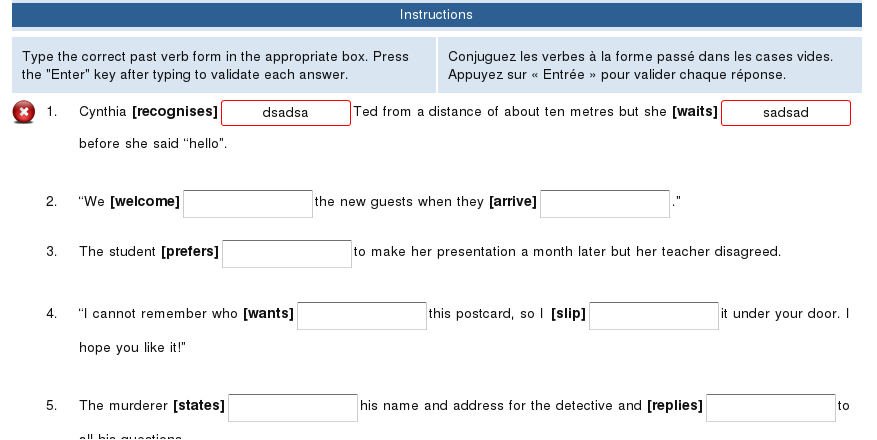 Instructions
Type the correct past verb form in the appropriate box. Press
the "Enter" key after typing to validate each answer.
Conjuguez les verbes à la forme passé dans les cases vides.
Appuyez sur « Entrée » pour valider chaque réponse.
1. Cynthia [recognises] dsadsa Ted from a distance of about ten metres but she [waits] sadsad
before she said “hello”.
2. “We [welcome] the new guests when they [arrive] .”
3. The student [prefers] to make her presentation a month later but her teacher disagreed.
4. “I cannot remember who [wants] this postcard, so I [slip] it under your door. I
hope you like it!”
5. The murderer [states] his name and address for the detective and [replies] to
all his questions